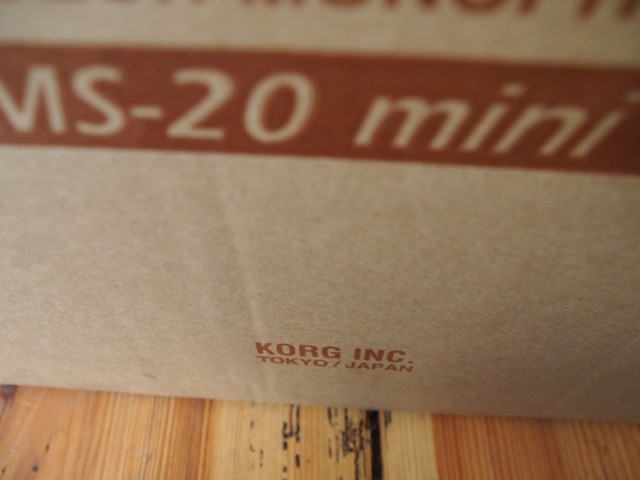 MS-20 mini
KORG INC.
TOKYO / JAPAN